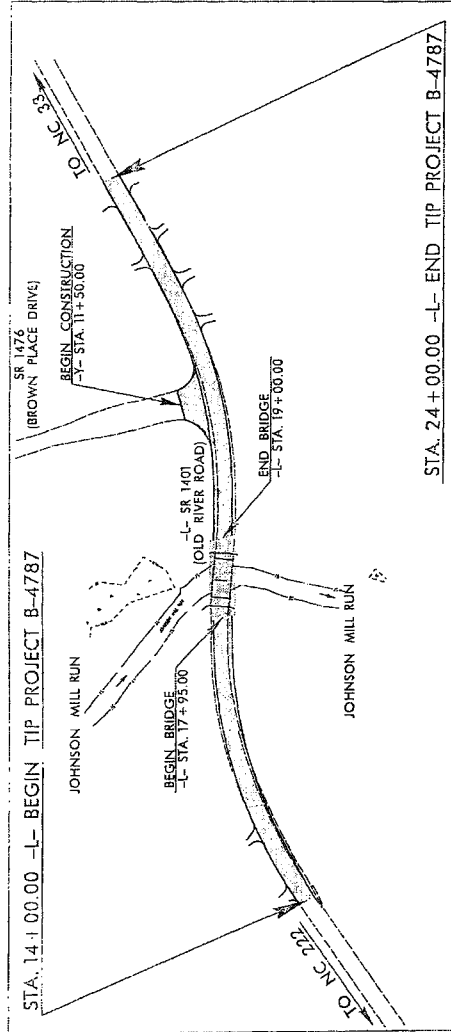 STA. 14+00.00 -L- BEGIN TIP PROJECT B-4787
JOHNSON MILL RUN
BEGIN BRIDGE
-L- STA. 17+95.00
TO NC 222
SR 1476
(BROWN PLACE DRIVE)
BEGIN CONSTRUCTION
-Y- STA. 11+50.00
-L- SR 1401
(OLD RIVER ROAD)
TO NC 33
END BRIDGE
-L- STA. 19+00.00
JOHNSON MILL RUN
STA. 24+00.00 -L- END TIP PROJECT B-4787